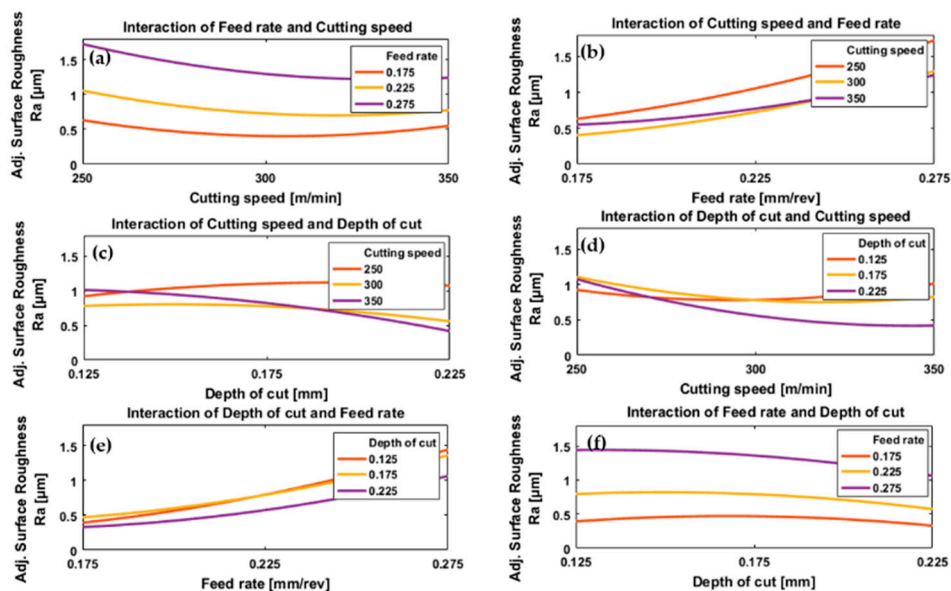 Interaction of Feed rate and Cutting speed
(a)
Adj. Surface Roughness
Ra [µm]
1.5
1
0.5
0
Feed rate
0.175
0.225
0.275
250
300
350
Cutting speed [m/min]
Interaction of Cutting speed and Feed rate
(b)
Adj. Surface Roughness
Ra [µm]
1.5
1
0.5
0
Cutting speed
250
300
350
0.175
0.225
0.275
Feed rate [mm/rev]
Interaction of Cutting speed and Depth of cut
(c)
Adj. Surface Roughness
Ra [µm]
1.5
1
0.5
0
Cutting speed
250
300
350
0.125
0.175
0.225
Depth of cut [mm]
Interaction of Depth of cut and Cutting speed
(d)
Adj. Surface Roughness
Ra [µm]
1.5
1
0.5
0
Depth of cut
0.125
0.175
0.225
250
300
350
Cutting speed [m/min]
Interaction of Depth of cut and Feed rate
(e)
Adj. Surface Roughness
Ra [µm]
1.5
1
0.5
0
Depth of cut
0.125
0.175
0.225
0.175
0.225
0.275
Feed rate [mm/rev]
Interaction of Feed rate and Depth of cut
(f)
Adj. Surface Roughness
Ra [µm]
1.5
1
0.5
0
Feed rate
0.175
0.225
0.275
0.125
0.175
0.225
Depth of cut [mm]